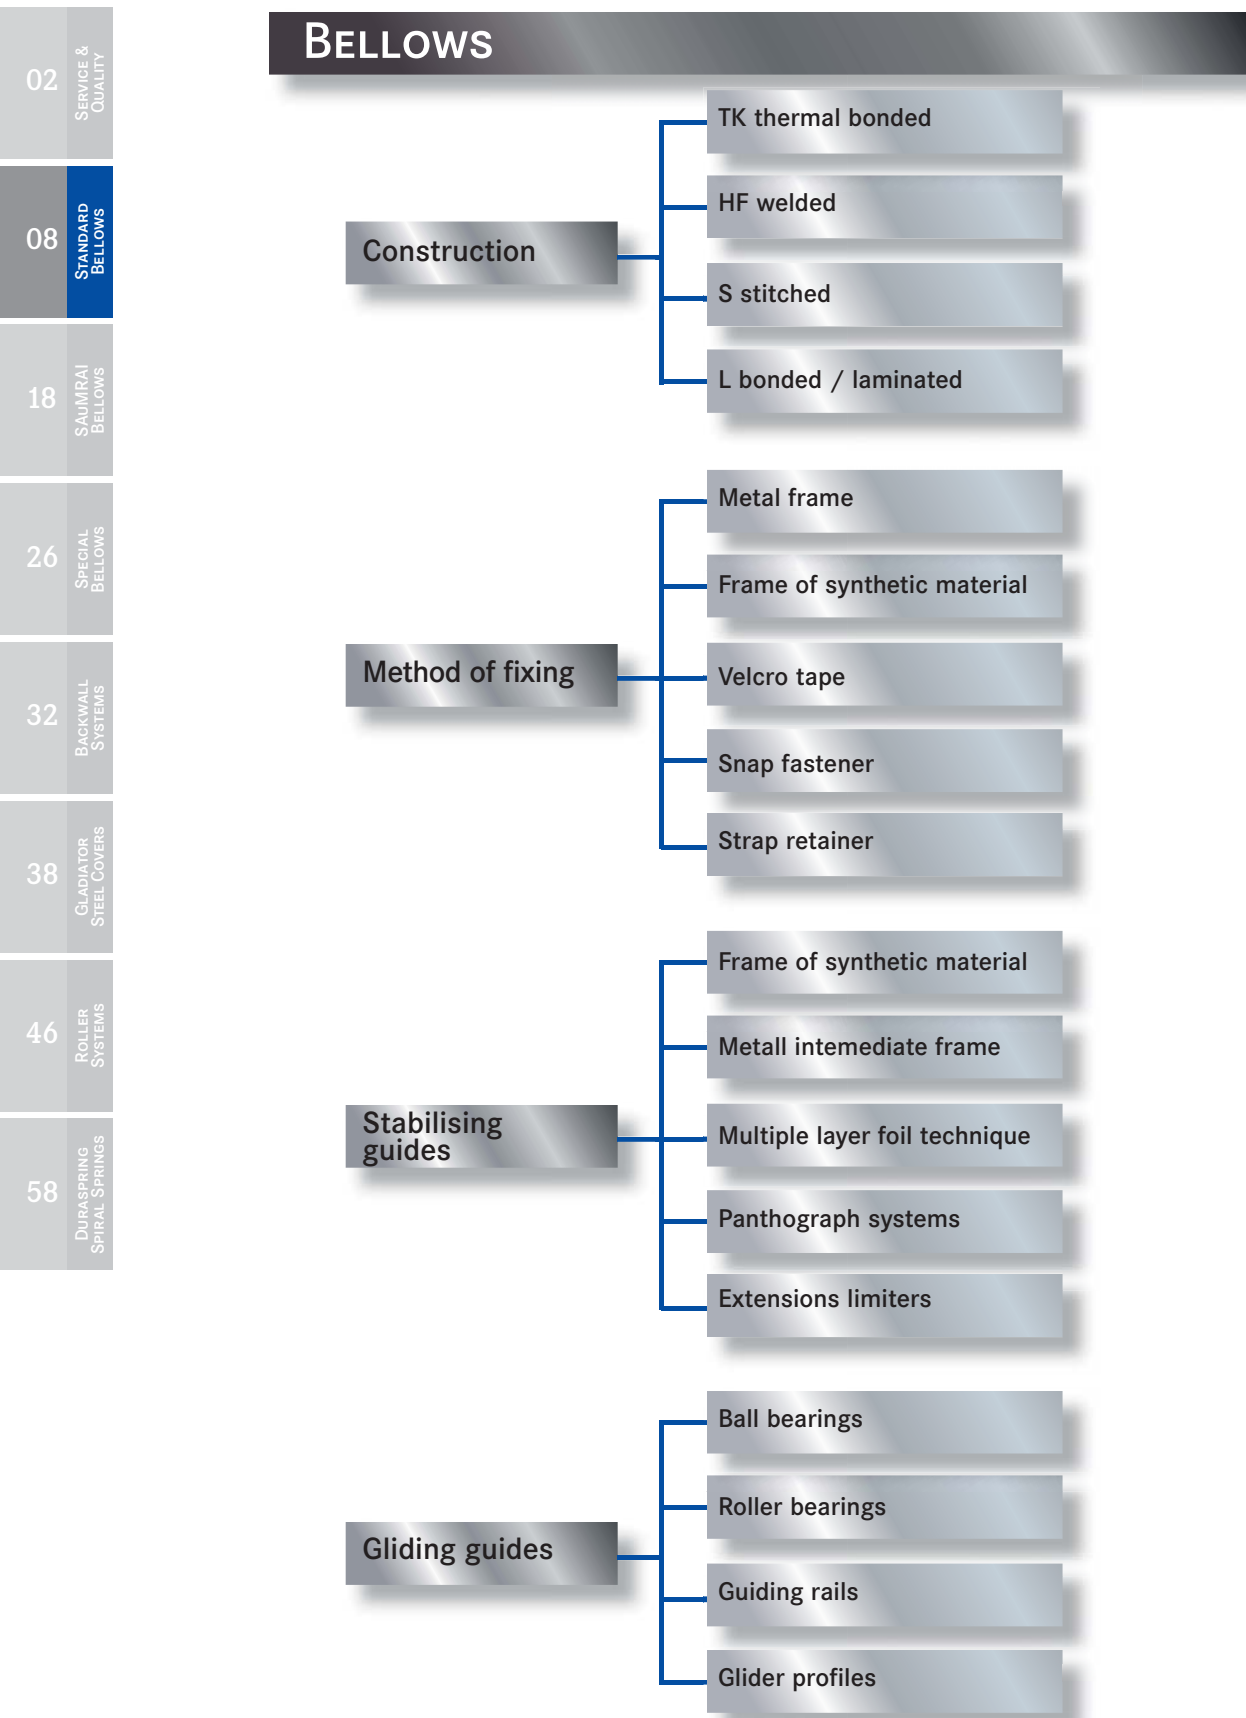 BELLOWS
02
SERVICE &
QUALITY
08
STANDARD
BELLOWS
18
SAuMRAI
BELLOWS
26
SPECIAL
BELLOWS
32
BACKWALL
SYSTEMS
38
GLADIATOR
STEEL COVERS
46
ROLLER
SYSTEMS
58
DURASPRING
SPIRAL SPRINGS
Construction
TK thermal bonded
HF welded
S stitched
L bonded / laminated
Method of fixing
Metal frame
Frame of synthetic material
Velcro tape
Snap fastener
Strap retainer
Stabilising
guides
Frame of synthetic material
Metall intemediate frame
Multiple layer foil technique
Panthograph systems
Extensions limiters
Gliding guides
Ball bearings
Roller bearings
Guiding rails
Glider profiles